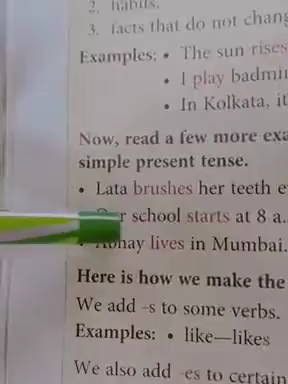 2. habits.
3. facts that do not chang
Examples: • The sun rises
• I play badmi
• In Kolkata, it
Now, read a few more exa
simple present tense.
• Lata brushes her teeth e
r school starts at 8 a.
• Abhay lives in Mumbai.
Here is how we make the
We add -s to some verbs.
Examples: • like—likes
We also add -es to certain